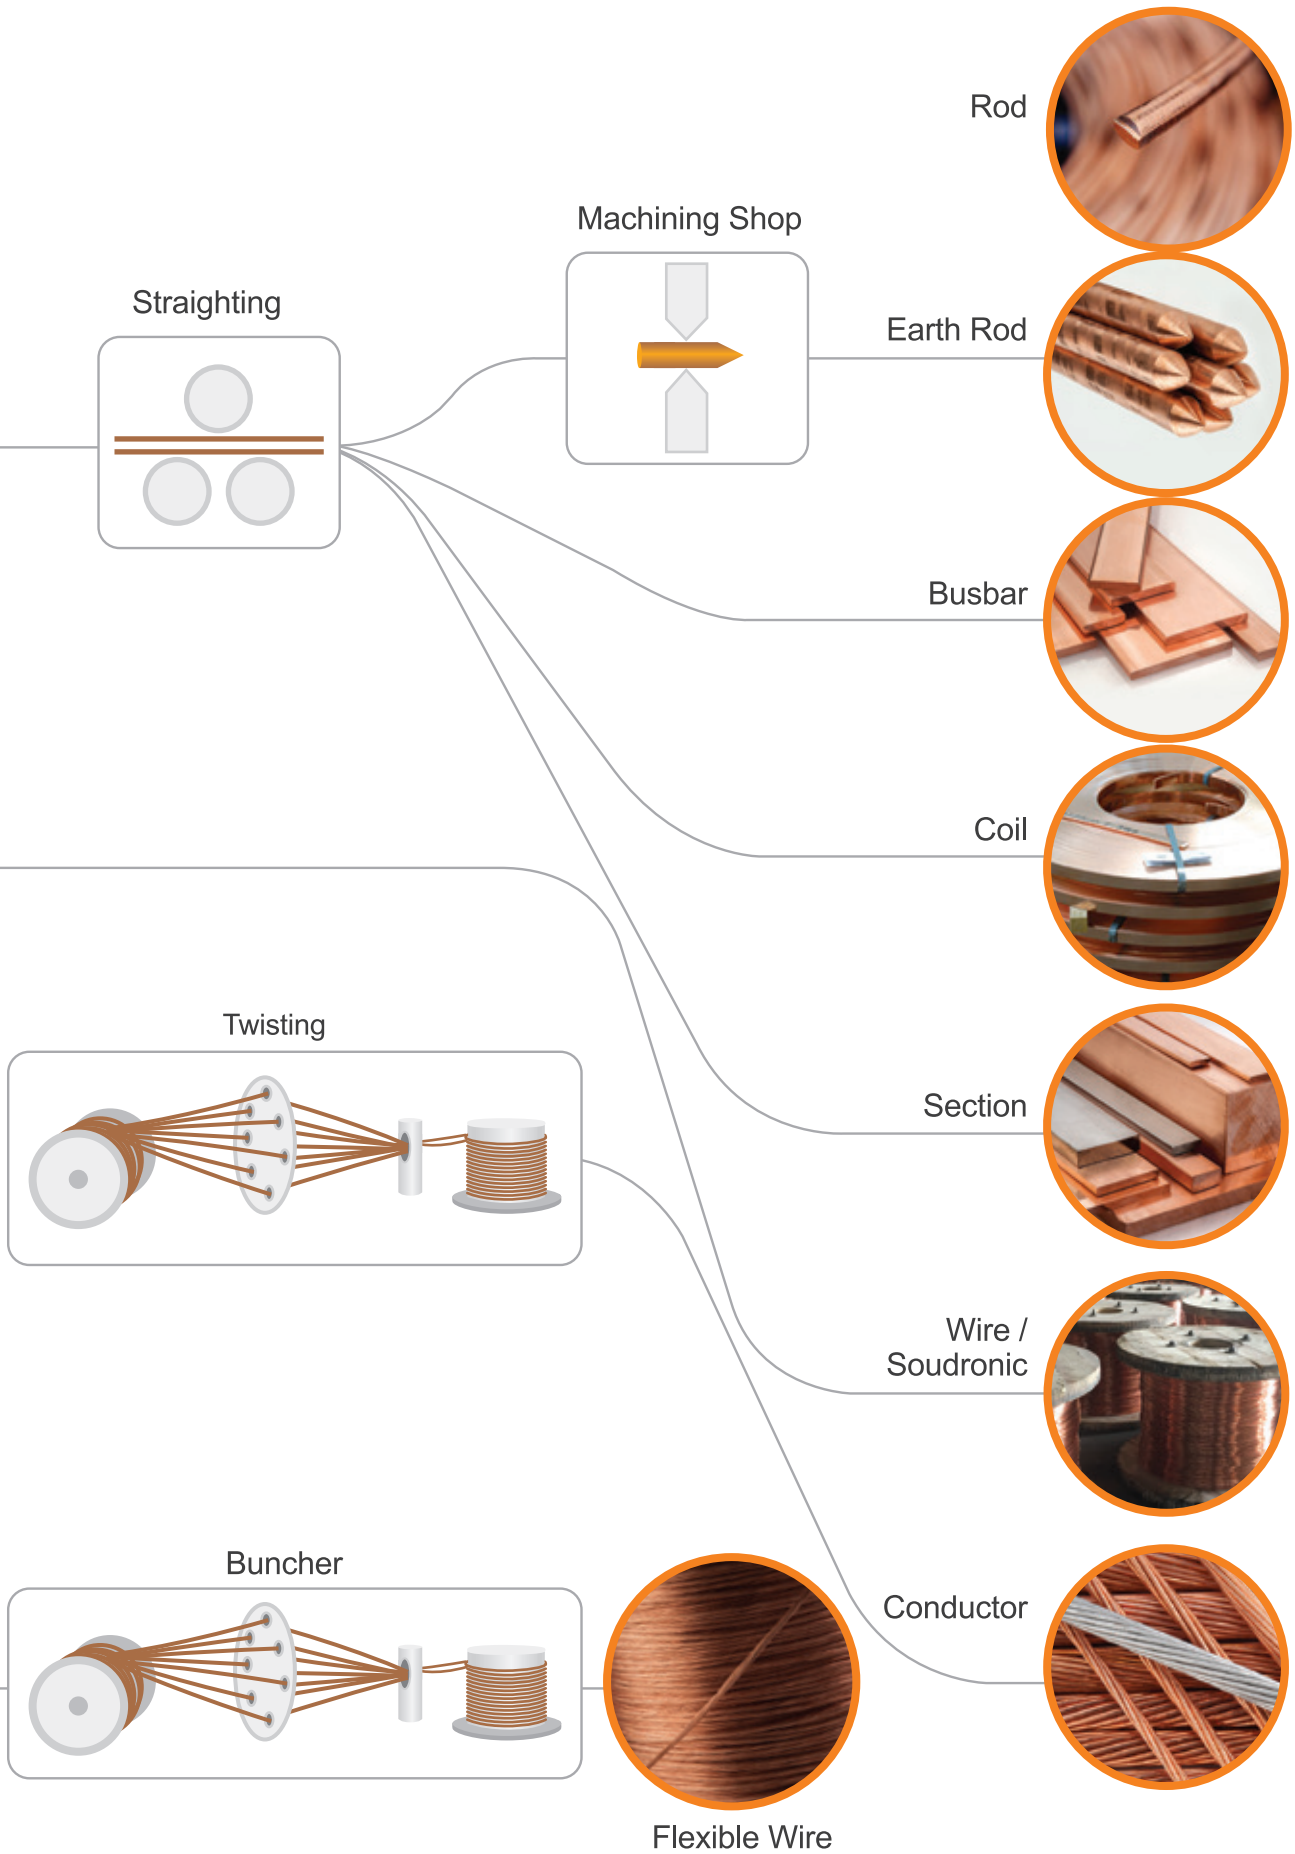 Rod
Machining Shop
Straighting
Earth Rod
Busbar
Coil
Twisting
Section
Wire /
Soudronic
Buncher
Conductor
Flexible Wire